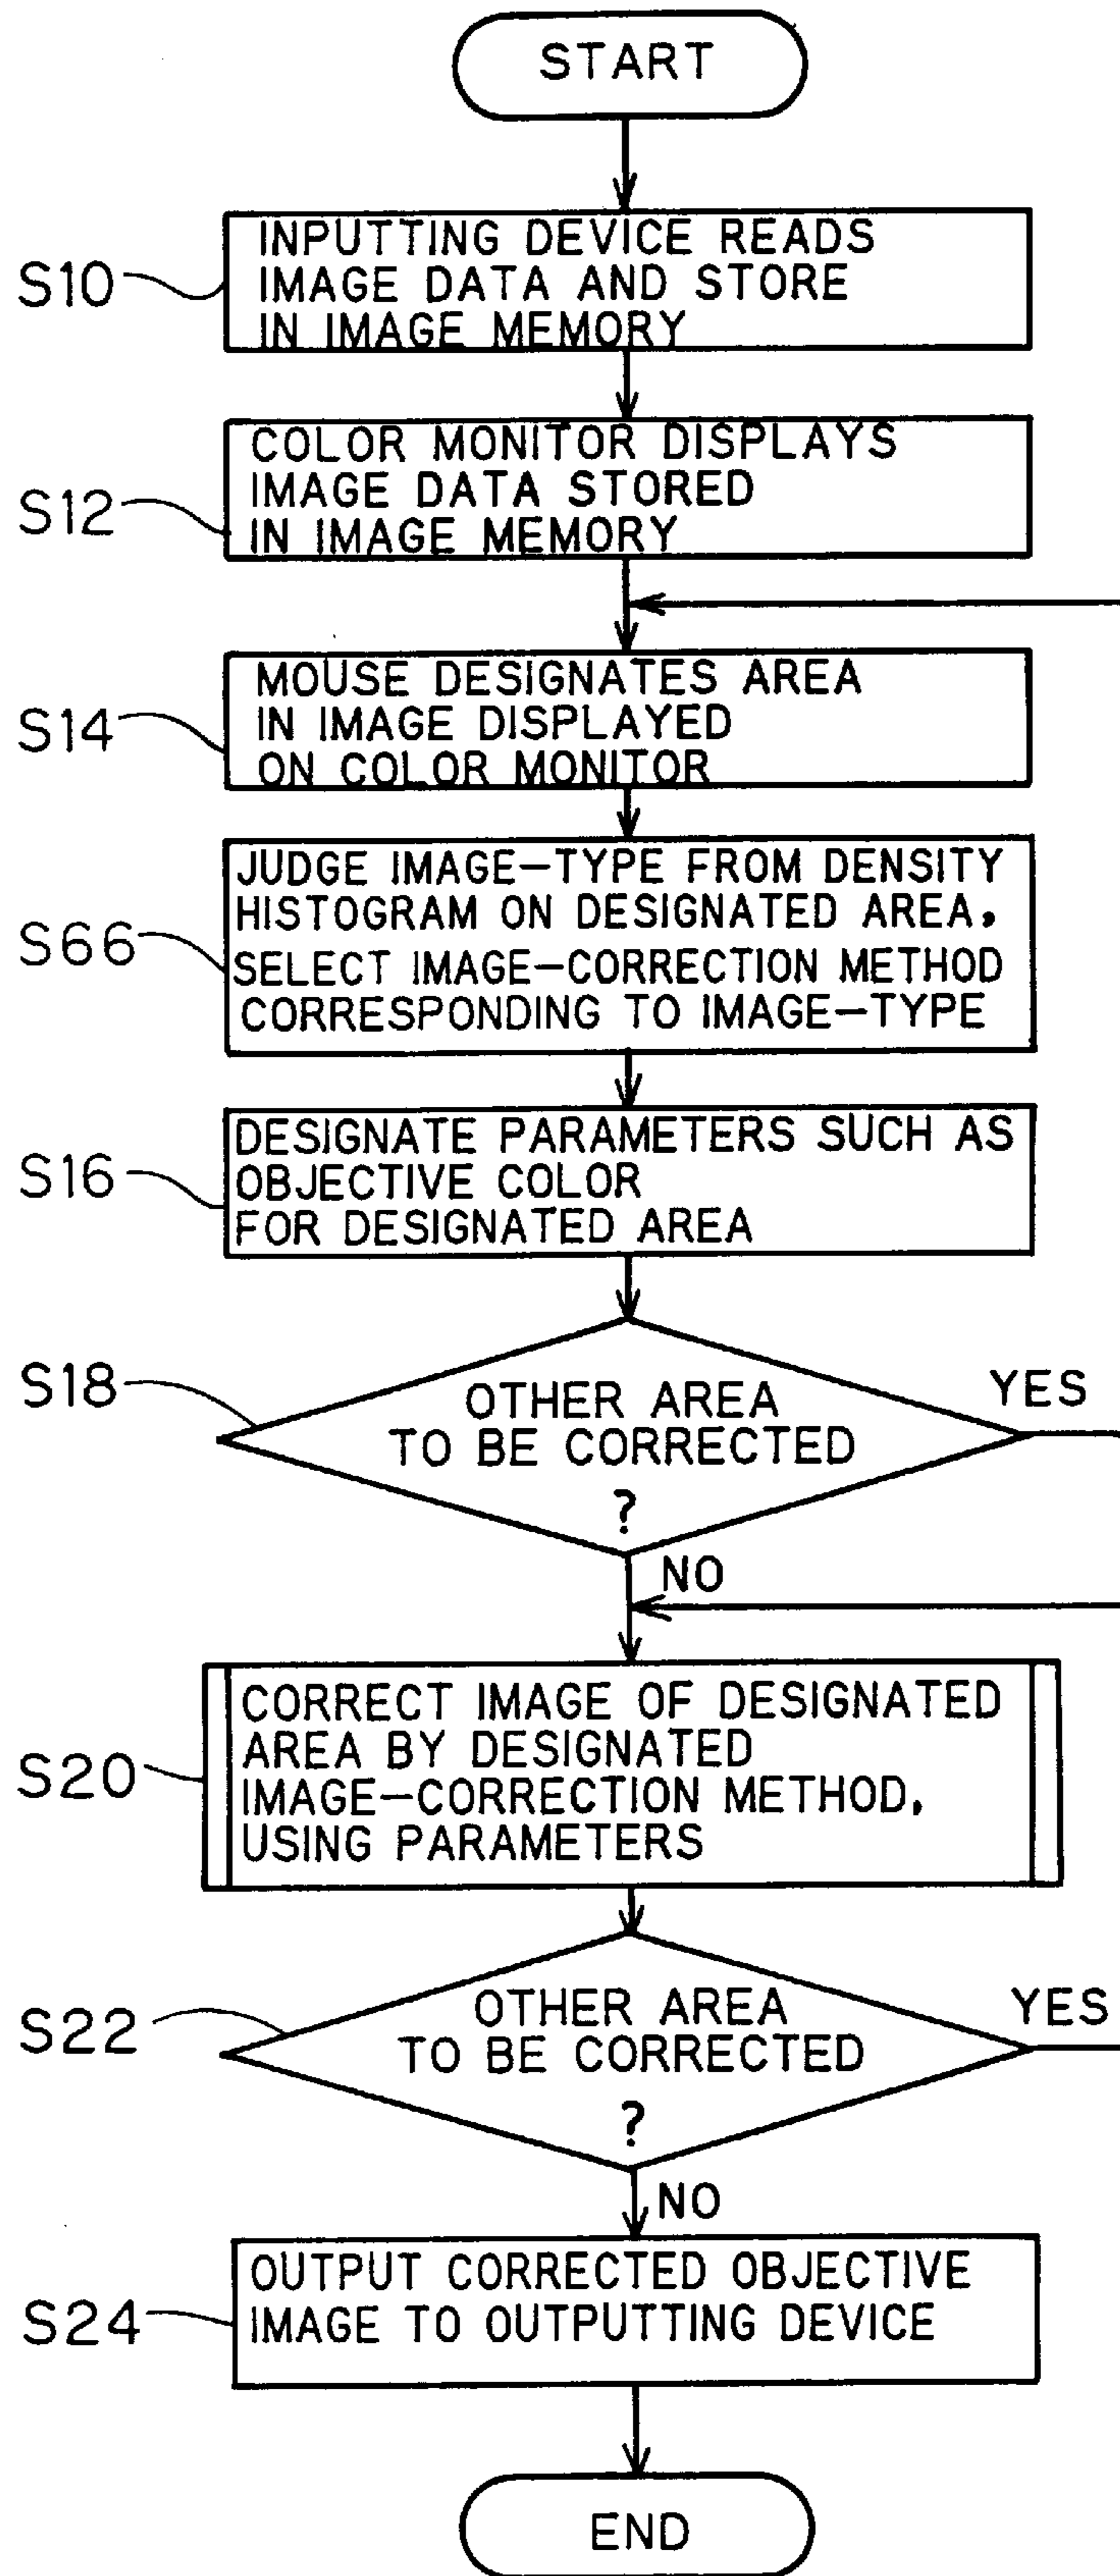 START
S10
INPUTTING DEVICE READS
IMAGE DATA AND STORE
IN IMAGE MEMORY
S12
COLOR MONITOR DISPLAYS
IMAGE DATA STORED
IN IMAGE MEMORY
S14
MOUSE DESIGNATES AREA
IN IMAGE DISPLAYED
ON COLOR MONITOR
S66
JUDGE IMAGE-TYPE FROM DENSITY
HISTOGRAM ON DESIGNATED AREA,
SELECT IMAGE-CORRECTION METHOD
CORRESPONDING TO IMAGE-TYPE
S16
DESIGNATE PARAMETERS SUCH AS
OBJECTIVE COLOR
FOR DESIGNATED AREA
S18
OTHER AREA
TO BE CORRECTED
?
YES
NO
S20
CORRECT IMAGE OF DESIGNATED
AREA BY DESIGNATED
IMAGE-CORRECTION METHOD,
USING PARAMETERS
S22
OTHER AREA
TO BE CORRECTED
?
YES
NO
S24
OUTPUT CORRECTED OBJECTIVE
IMAGE TO OUTPUTTING DEVICE
END